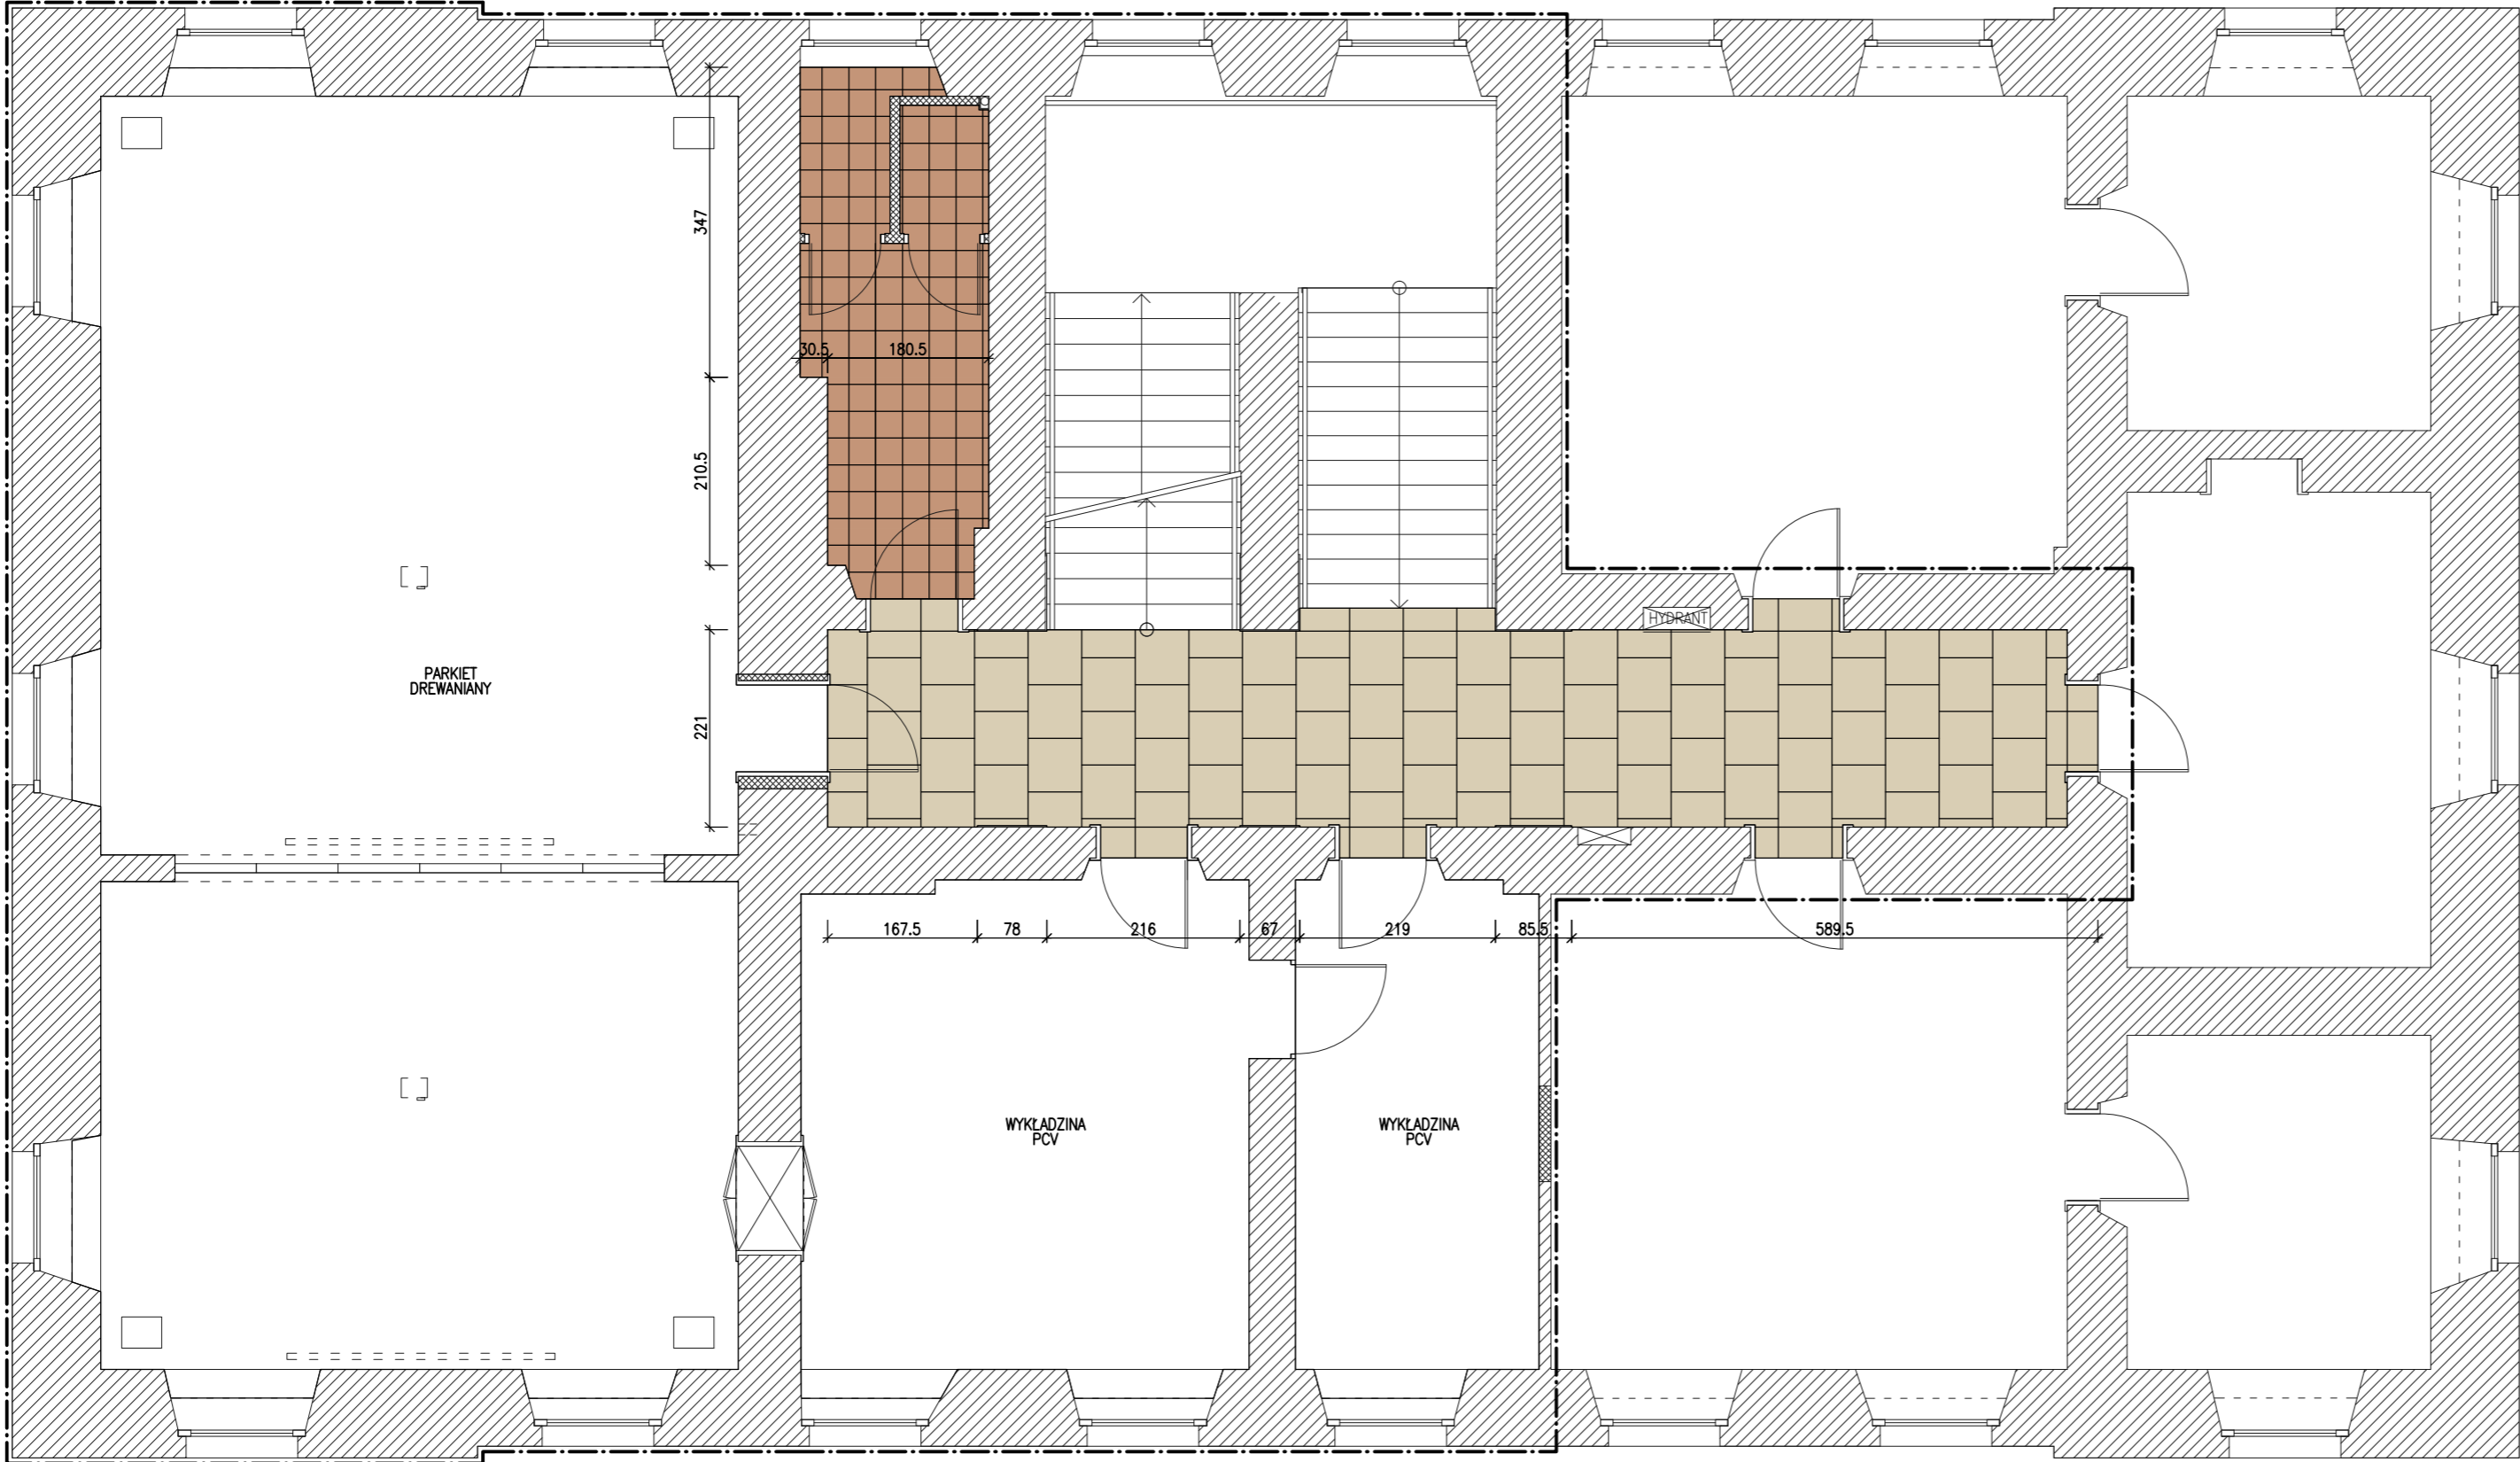 347
30.5
180.5
210.5
HYDRANT
PARKIET
DREWANIANY
221
167.5
78
216
67
219
85.5
589.5
WYKŁADZINA
PCV
WYKŁADZINA
PCV